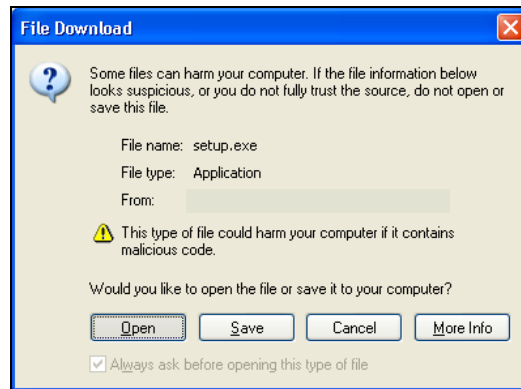 File Download
Some files can harm your computer. If the file information below
looks suspicious, or you do not fully trust the source, do not open or
save this file.
File name: setup.exe
File type: Application
From:
This type of file could harm your computer if it contains
malicious code.
Would you like to open the file or save it to your computer?
Open Save Cancel More Info
Always ask before opening this type of file